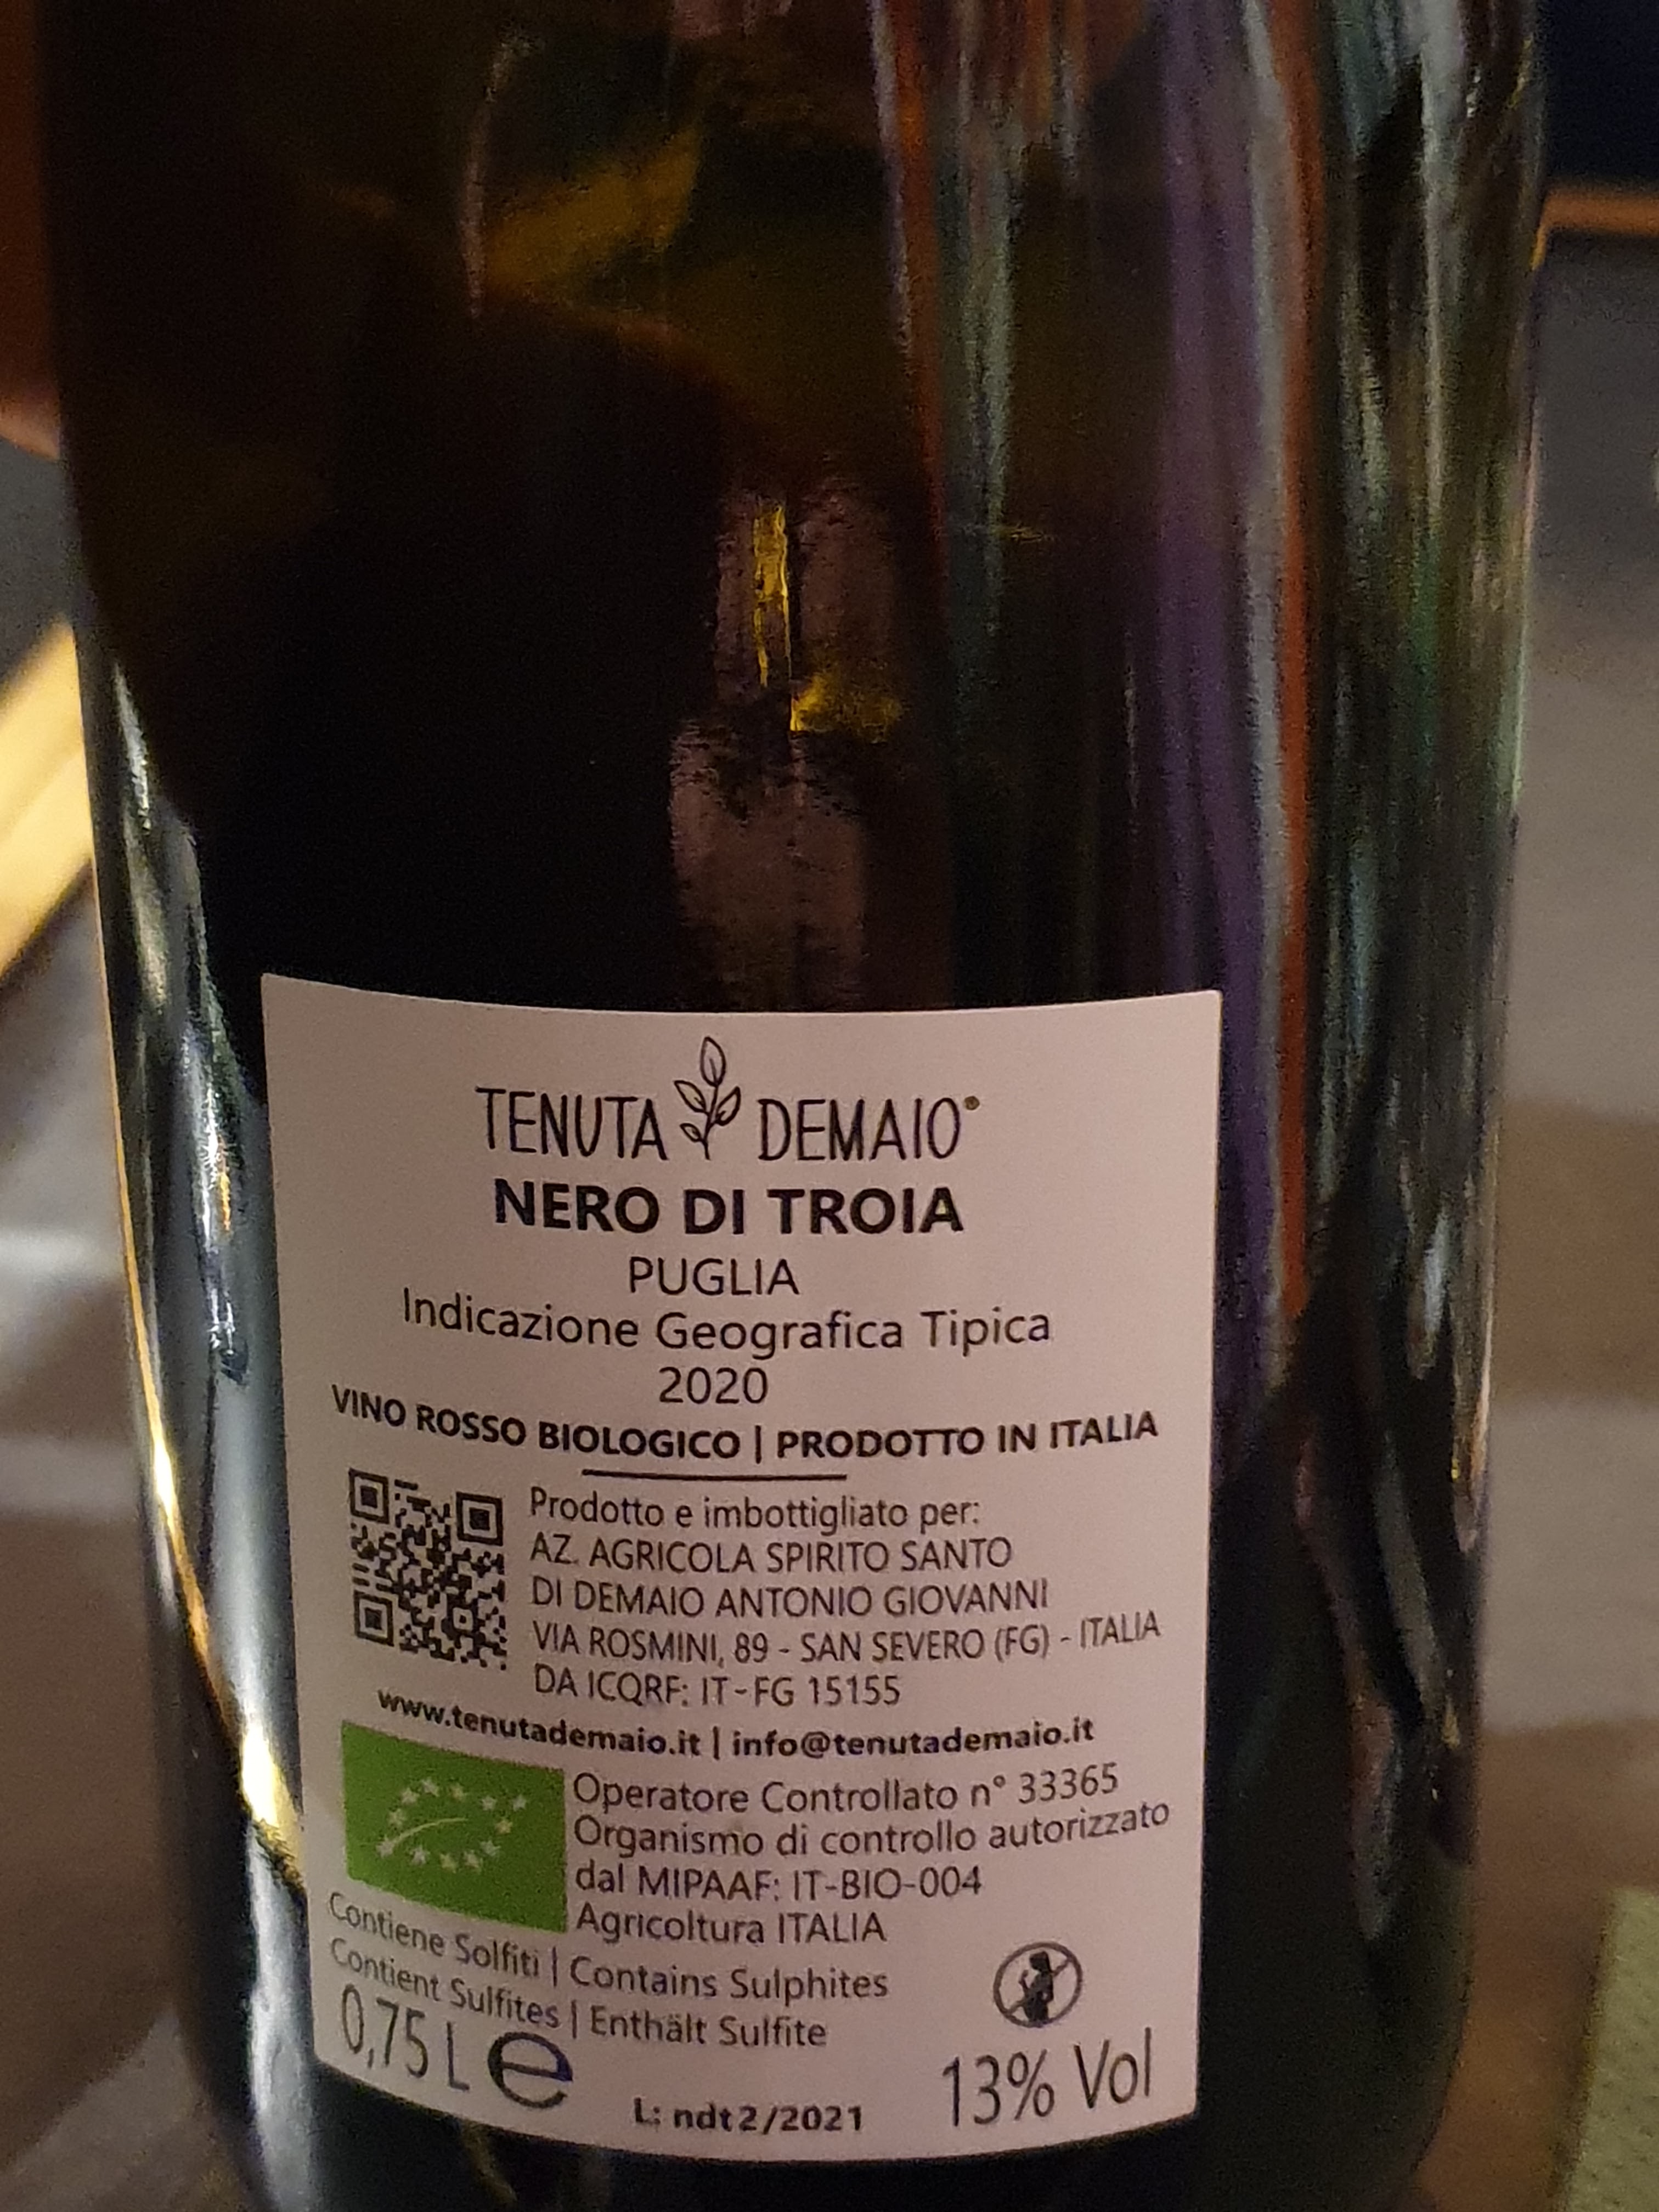 TENUTA DEMAIO
NERO DI TROIA
PUGLIA
Indicazione Geografica Tipica
2020
VINO ROSSO BIOLOGICO | PRODOTTO IN ITALIA
Prodotto e imbottigliato per:
AZ. AGRICOLA SPIRITO SANTO
DI DEMAIO ANTONIO GIOVANNI
VIA ROSMINI, 89 - SAN SEVERO (FG) - ITALIA
DA ICQRF: IT-FG 15155
www.tenutademaio.it | info@tenutademaio.it
Operatore Controllato n° 33365
Organismo di controllo autorizzato
dal MIPAAF: IT-BIO-004
Agricoltura ITALIA
Contiene Solfiti | Contains Sulphites
Contient Sulfites | Enthält Sulfite
0,75 L e
13% Vol
L: ndt2/2021